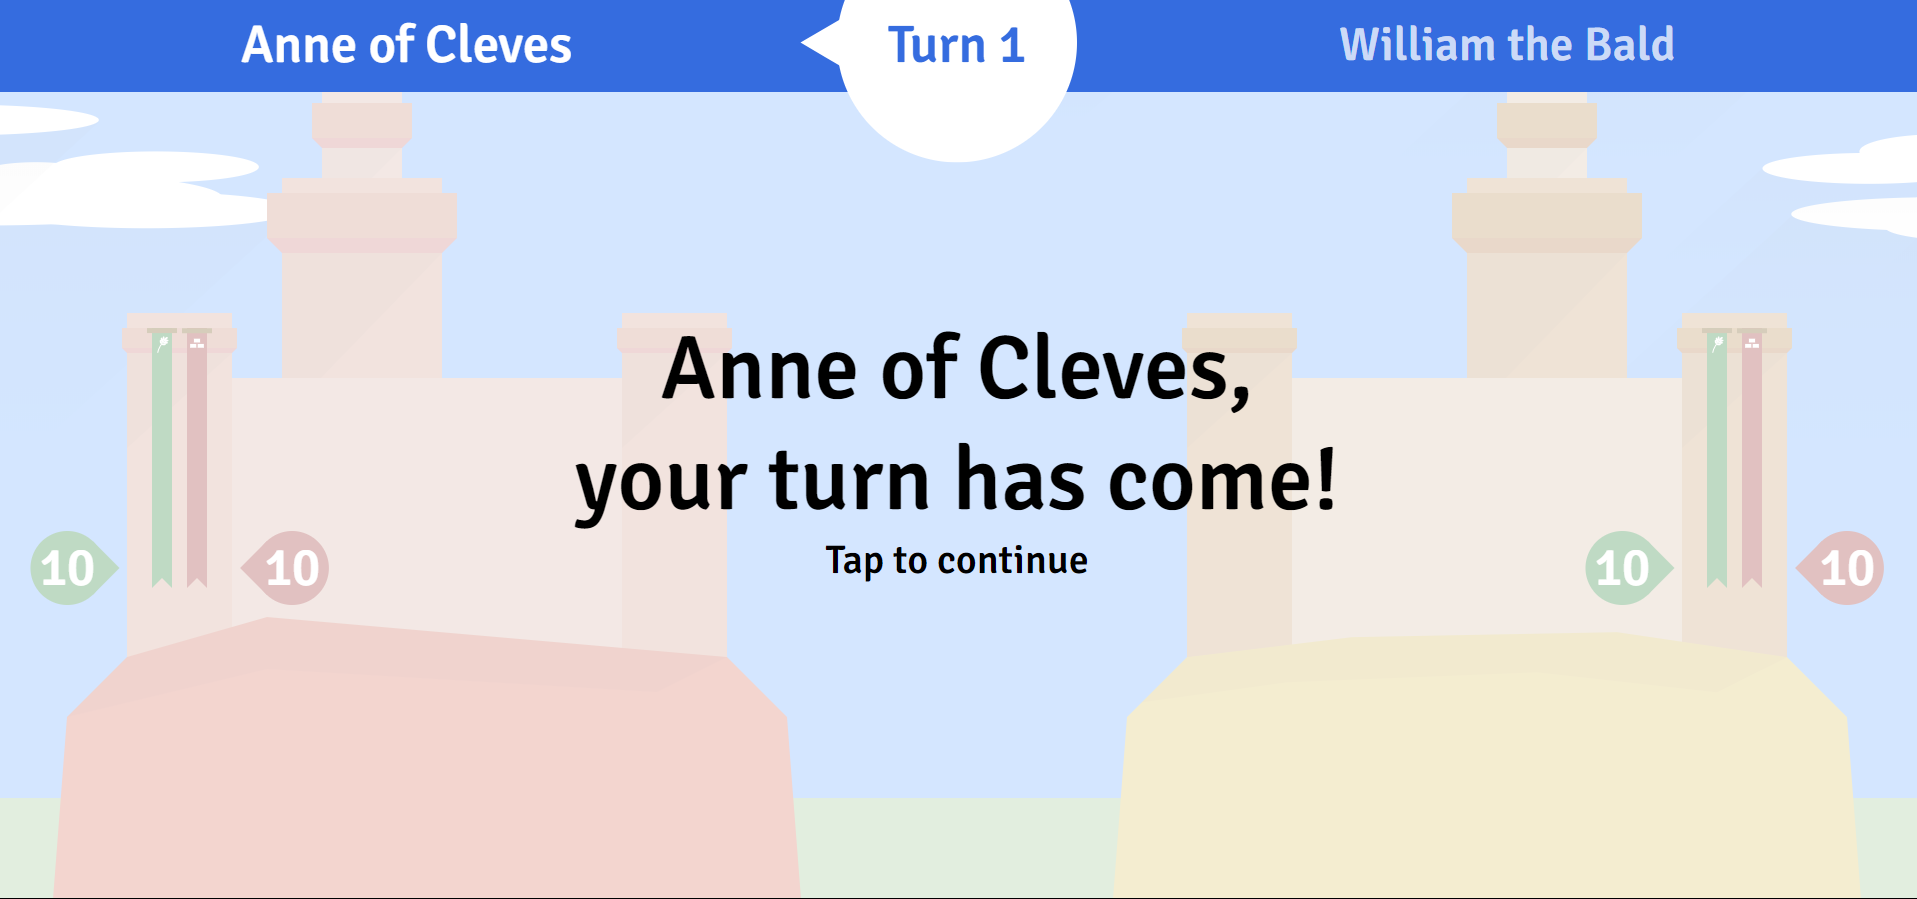 Anne of Cleves
Turn 1
William the Bald
Anne of Cleves,
your turn has come!
Tap to continue
10
10
10
10